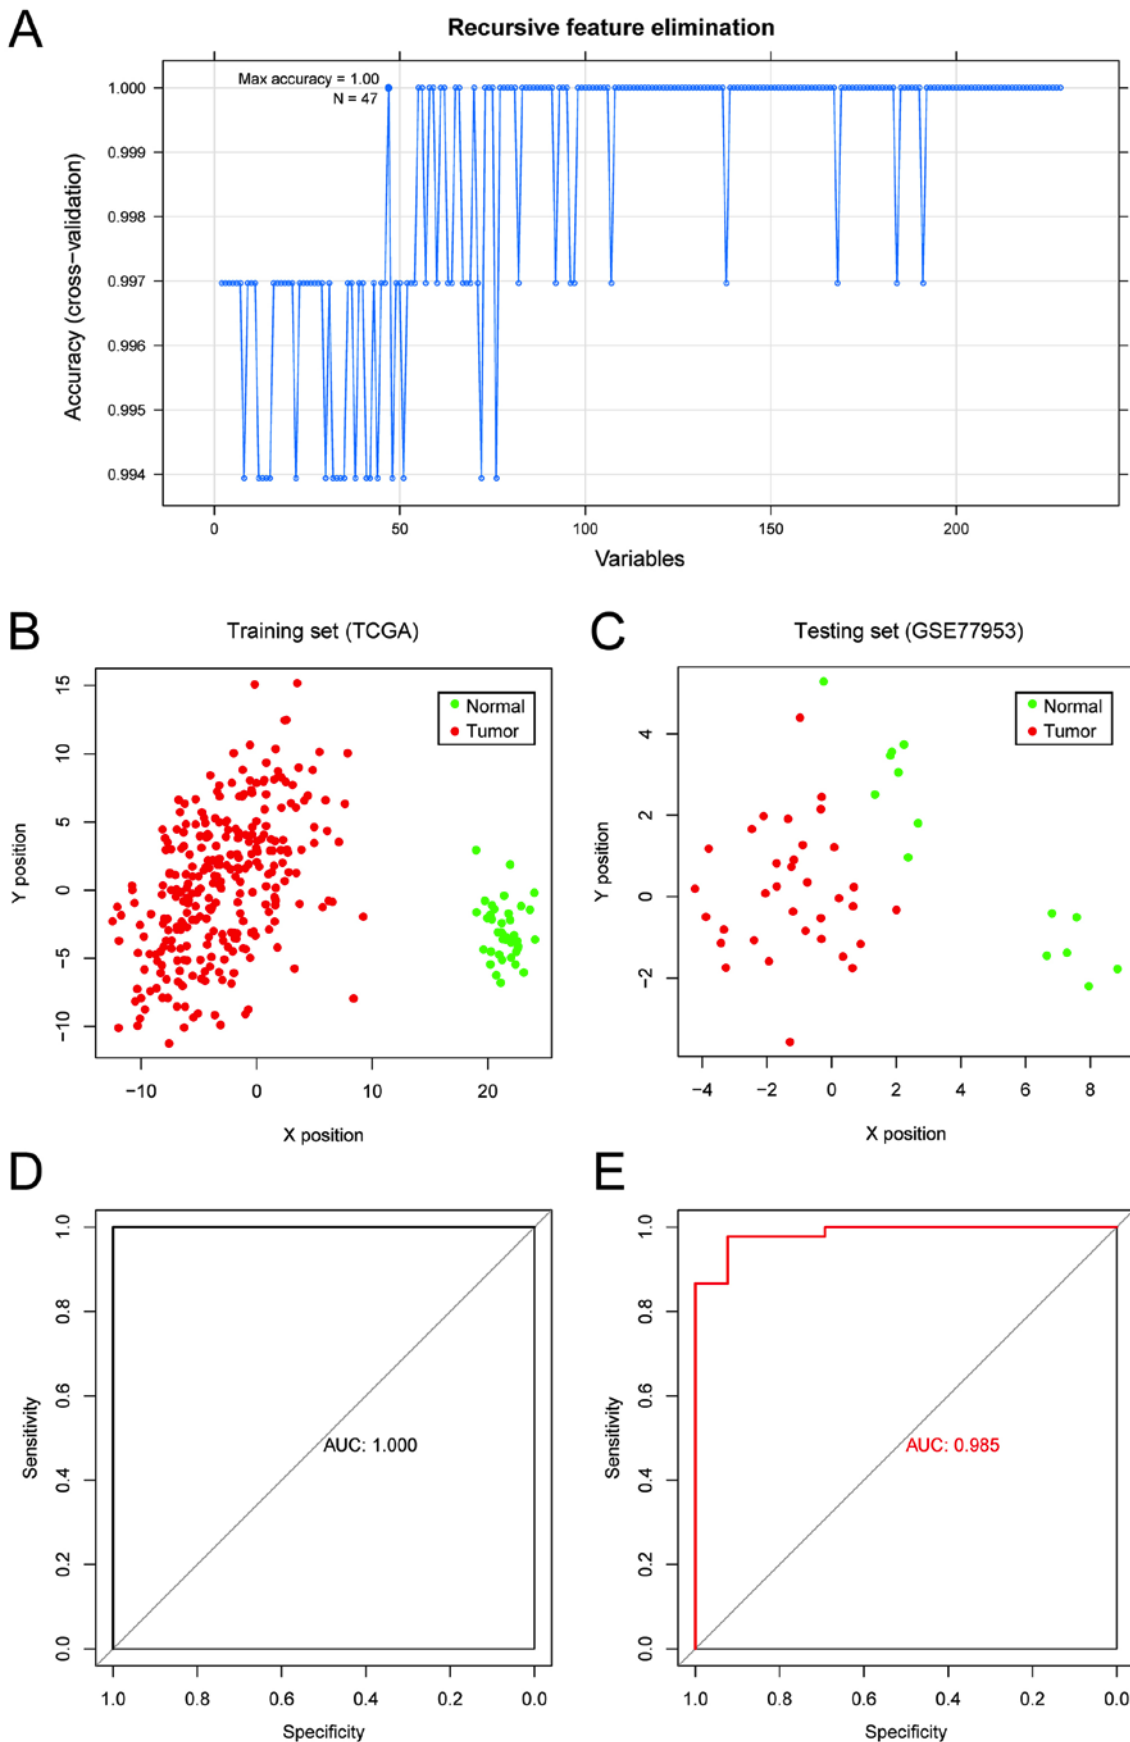 A
Recursive feature elimination
Max accuracy = 1.00
N = 47
1.000
0.999
0.998
0.997
0.996
0.995
0.994
Accuracy (cross−validation)
0 50 100 150 200
Variables
B
Training set (TCGA)
Normal
Tumor
15
10
5
0
−5
−10
Y position
−10 0 10 20
X position
C
Testing set (GSE77953)
Normal
Tumor
4
2
0
−2
Y position
−4 −2 0 2 4 6 8
X position
D
1.0
0.8
0.6
0.4
0.2
0.0
Sensitivity
AUC: 1.000
1.0 0.8 0.6 0.4 0.2 0.0
Specificity
E
1.0
0.8
0.6
0.4
0.2
0.0
Sensitivity
AUC: 0.985
1.0 0.8 0.6 0.4 0.2 0.0
Specificity